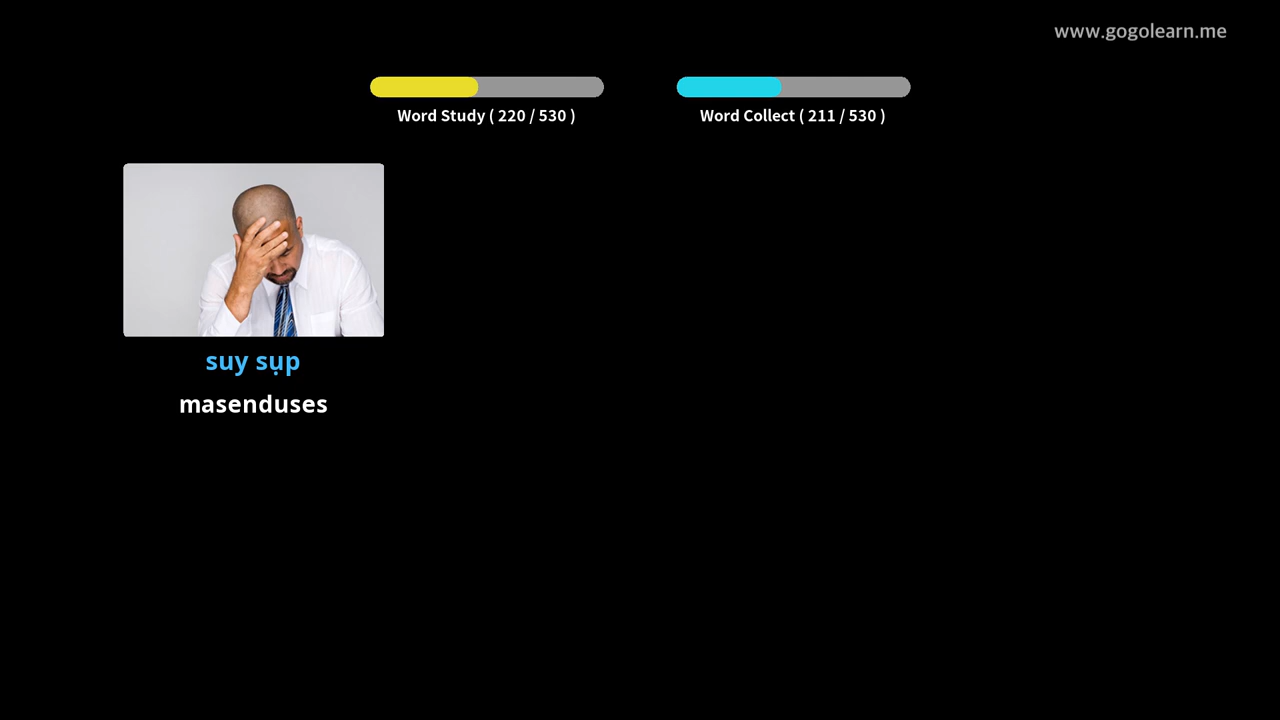 www.gogolearn.me
Word Study ( 220 / 530 )
Word Collect ( 211 / 530 )
suy sụp
masenduses